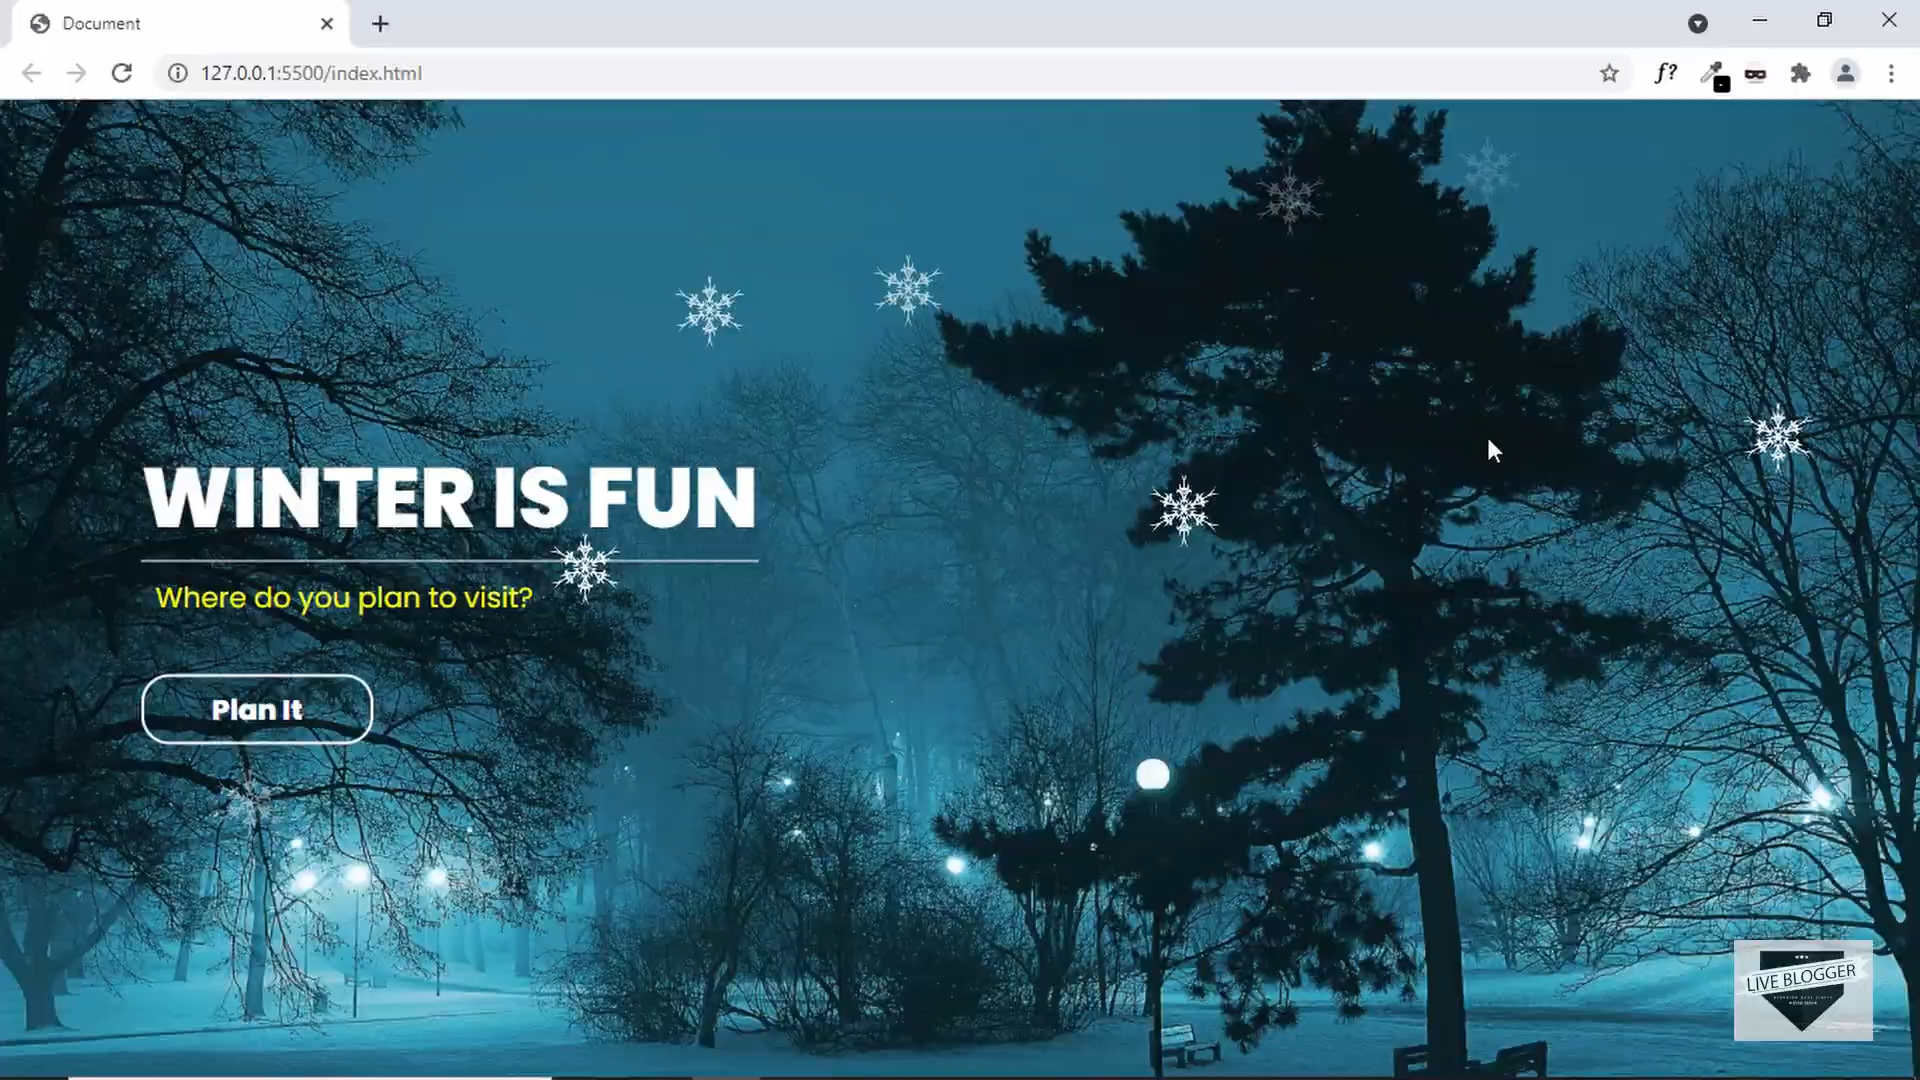 Document
127.0.0.1:5500/index.html
f?
WINTER IS FUN
Where do you plan to visit?
Plan It
LIVE BLOGGER